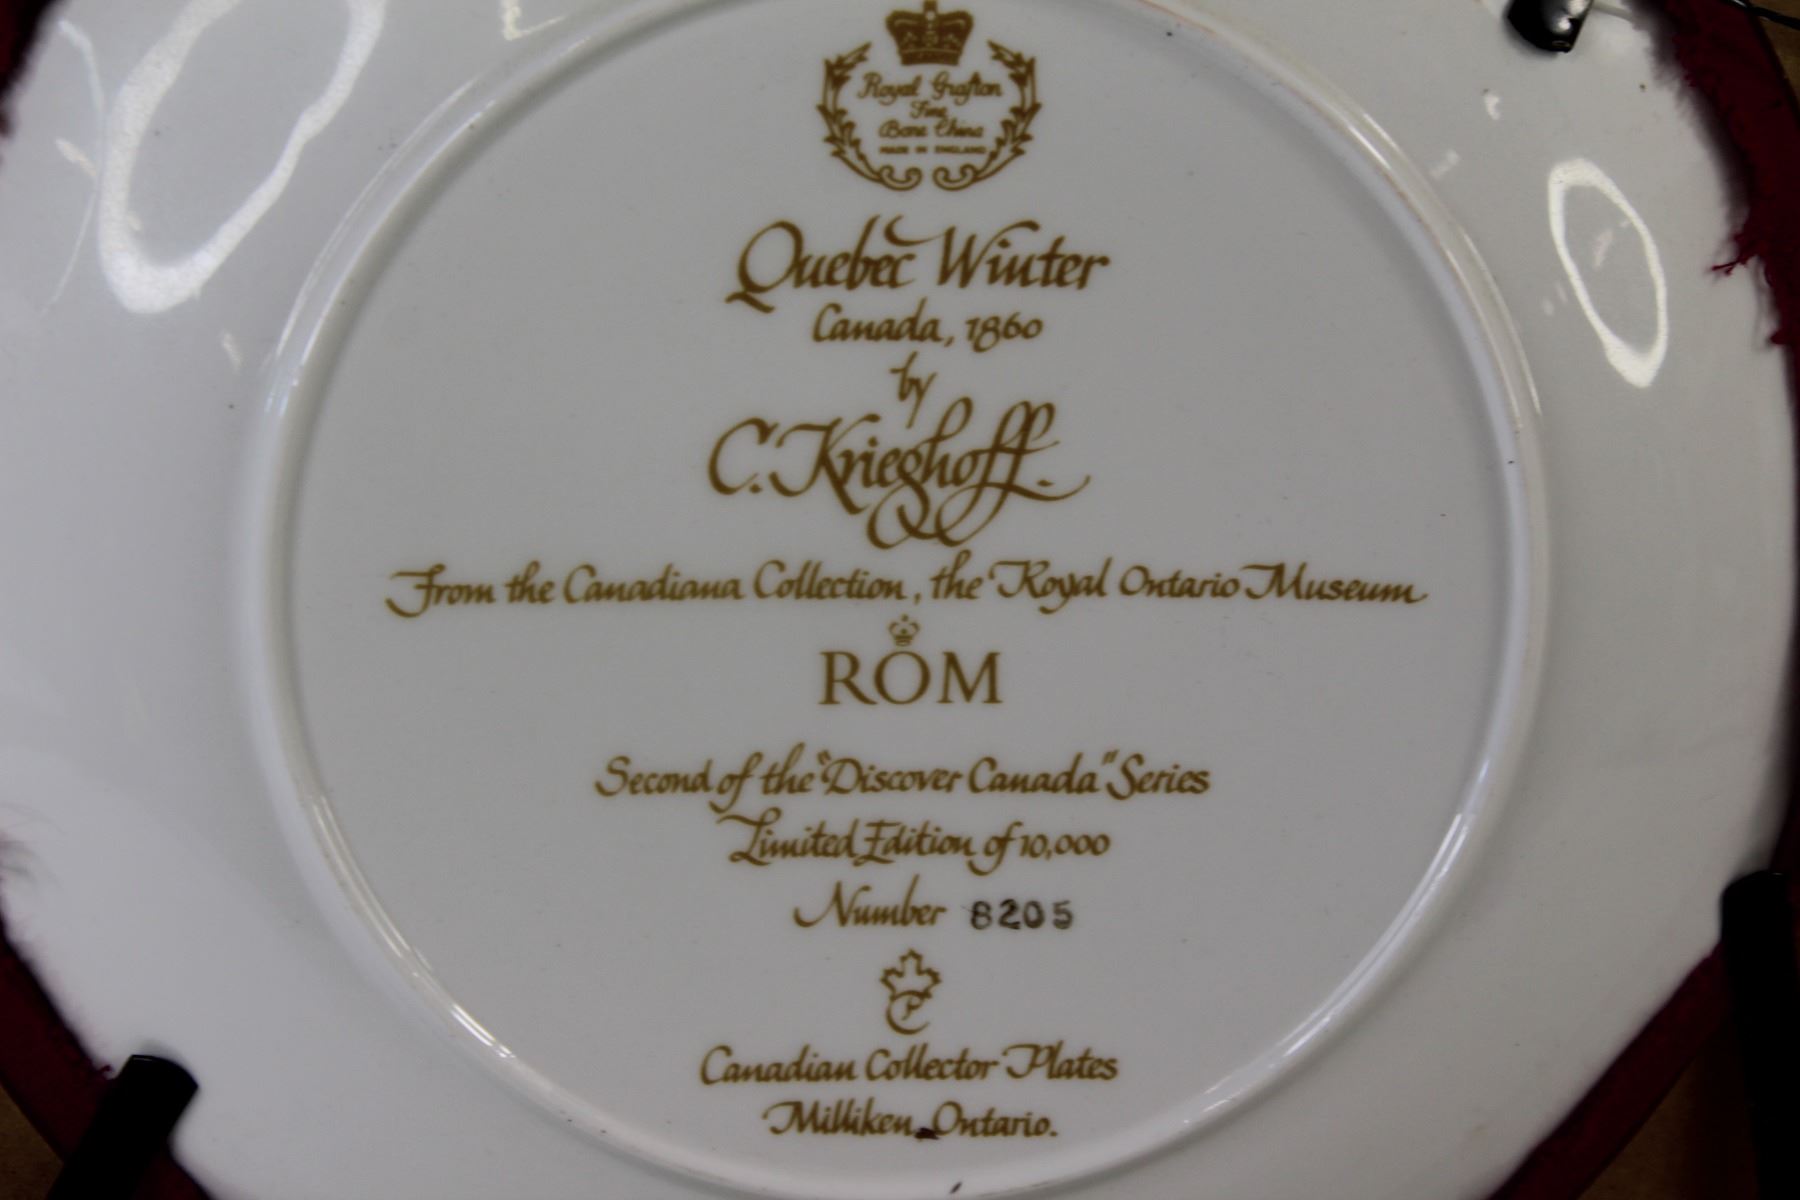 Royal Grafton
Fine
Bone China
MADE IN ENGLAND
Quebec Winter
Canada, 1860
by
C. Krieghoff.
From the Canadiana Collection, the Royal Ontario Museum
ROM
Second of the "Discover Canada" Series
Limited Edition of 10,000
Number 8205
Canadian Collector Plates
Milliken, Ontario.